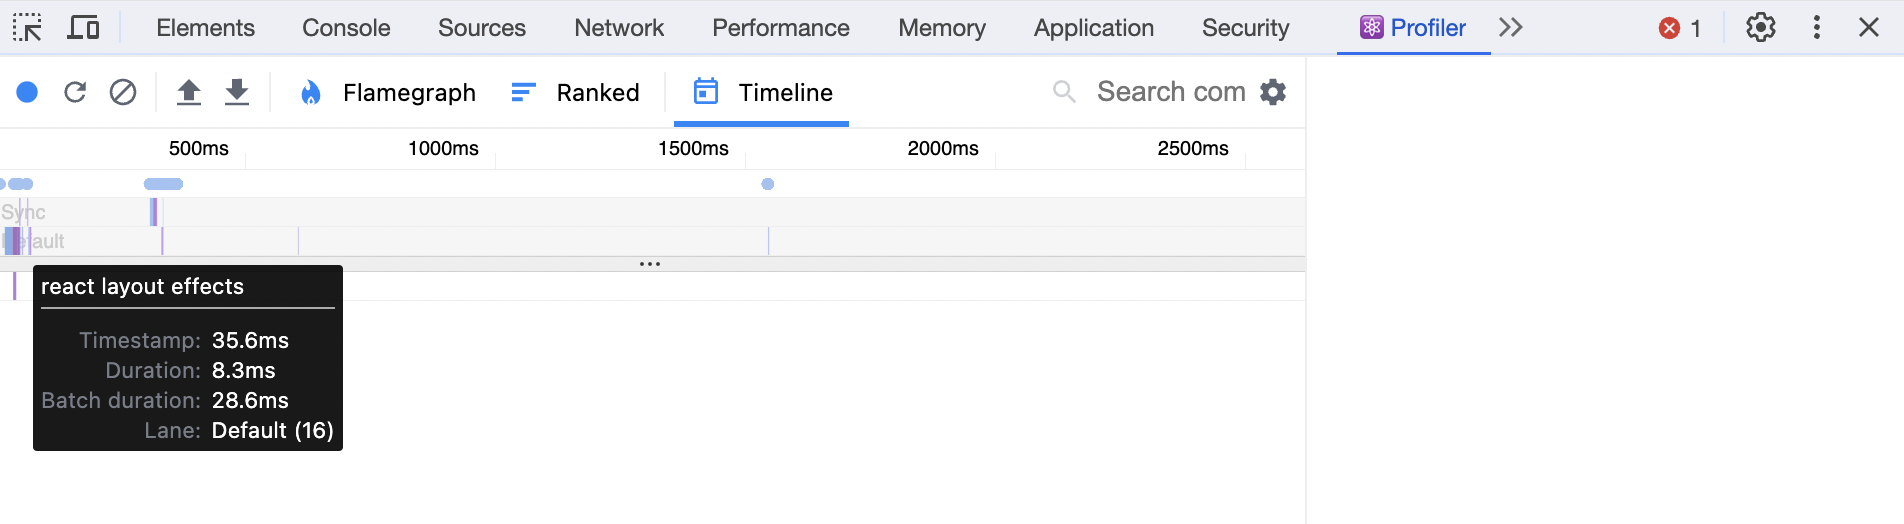 Elements Console Sources Network Performance Memory Application Security Profiler 1
Flamegraph Ranked Timeline Search com
500ms 1000ms 1500ms 2000ms 2500ms
Sync
Default
react layout effects
Timestamp: 35.6ms
Duration: 8.3ms
Batch duration: 28.6ms
Lane: Default (16)